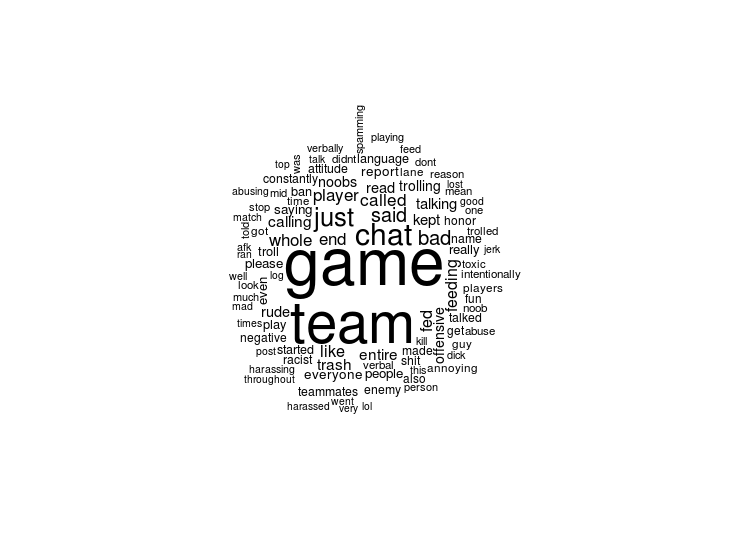 spamming
playing
verbally
feed
was
talk
didnt
language
dont
top
attitude
report
lane
reason
constantly
noobs
read
trolling
lost
abusing
mid
ban
player
mean
time
called
talking
good
stop
saying
just
said
kept
honor
one
match
calling
told
got
whole
end
chat
bad
name
trolled
afk
ran
troll
really
jerk
please
game
toxic
well
log
feeding
intentionally
look
even
players
much
fun
mad
rude
team
fed
offensive
noob
times
play
talked
negative
kill
get
abuse
post
started
like
entire
made
guy
racist
trash
verbal
shit
dick
harassing
everyone
people
this
annoying
throughout
also
teammates
enemy
person
harassed
went
very
lol